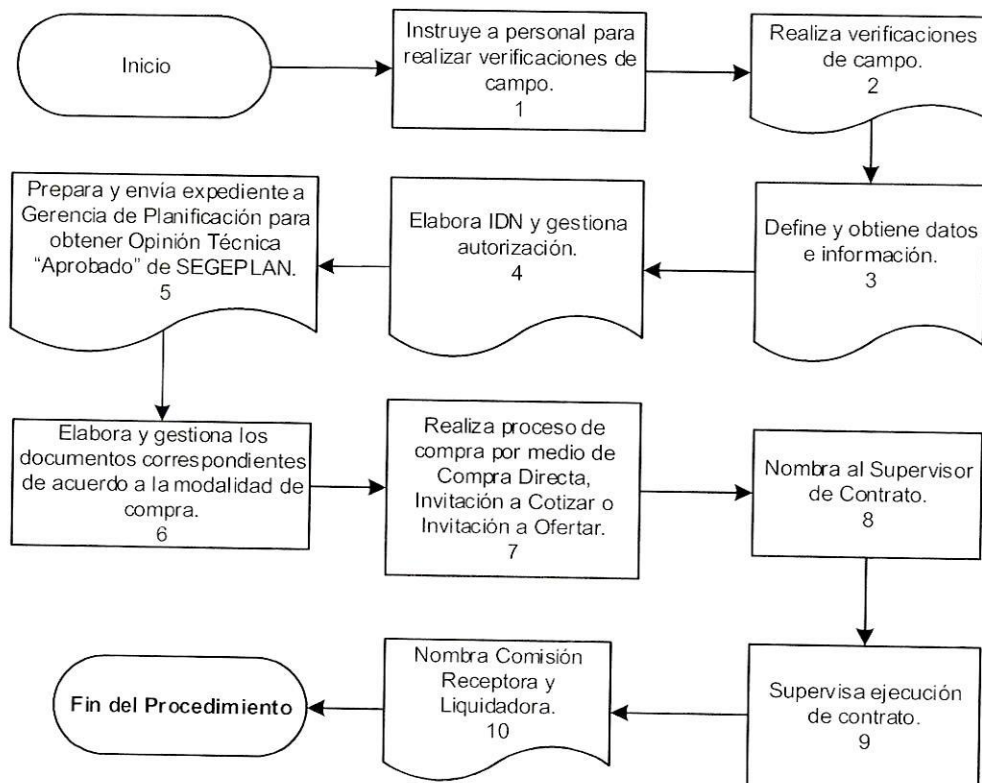 Inicio
Instruye a personal para
realizar verificaciones de
campo.
1
Realiza verificaciones
de campo.
2
Define y obtiene datos
e información.
3
Elabora IDN y gestiona
autorización.
4
Prepara y envía expediente a
Gerencia de Planificación para
obtener Opinión Técnica
“Aprobado” de SEGEPLAN.
5
Elabora y gestiona los
documentos correspondientes
de acuerdo a la modalidad de
compra.
6
Realiza proceso de
compra por medio de
Compra Directa,
Invitación a Cotizar o
Invitación a Ofertar.
7
Nombra al Supervisor
de Contrato.
8
Supervisa ejecución
de contrato.
9
Nombra Comisión
Receptora y
Liquidadora.
10
Fin del Procedimiento